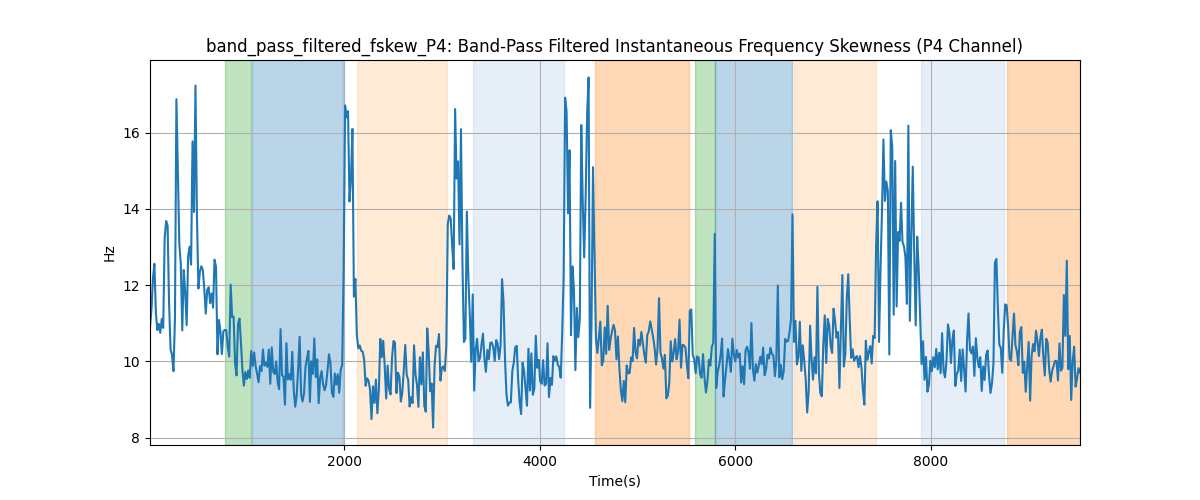 band_pass_filtered_fskew_P4: Band-Pass Filtered Instantaneous Frequency Skewness (P4 Channel)
16
14
12
10
8
Hz
2000 4000 6000 8000
Time(s)